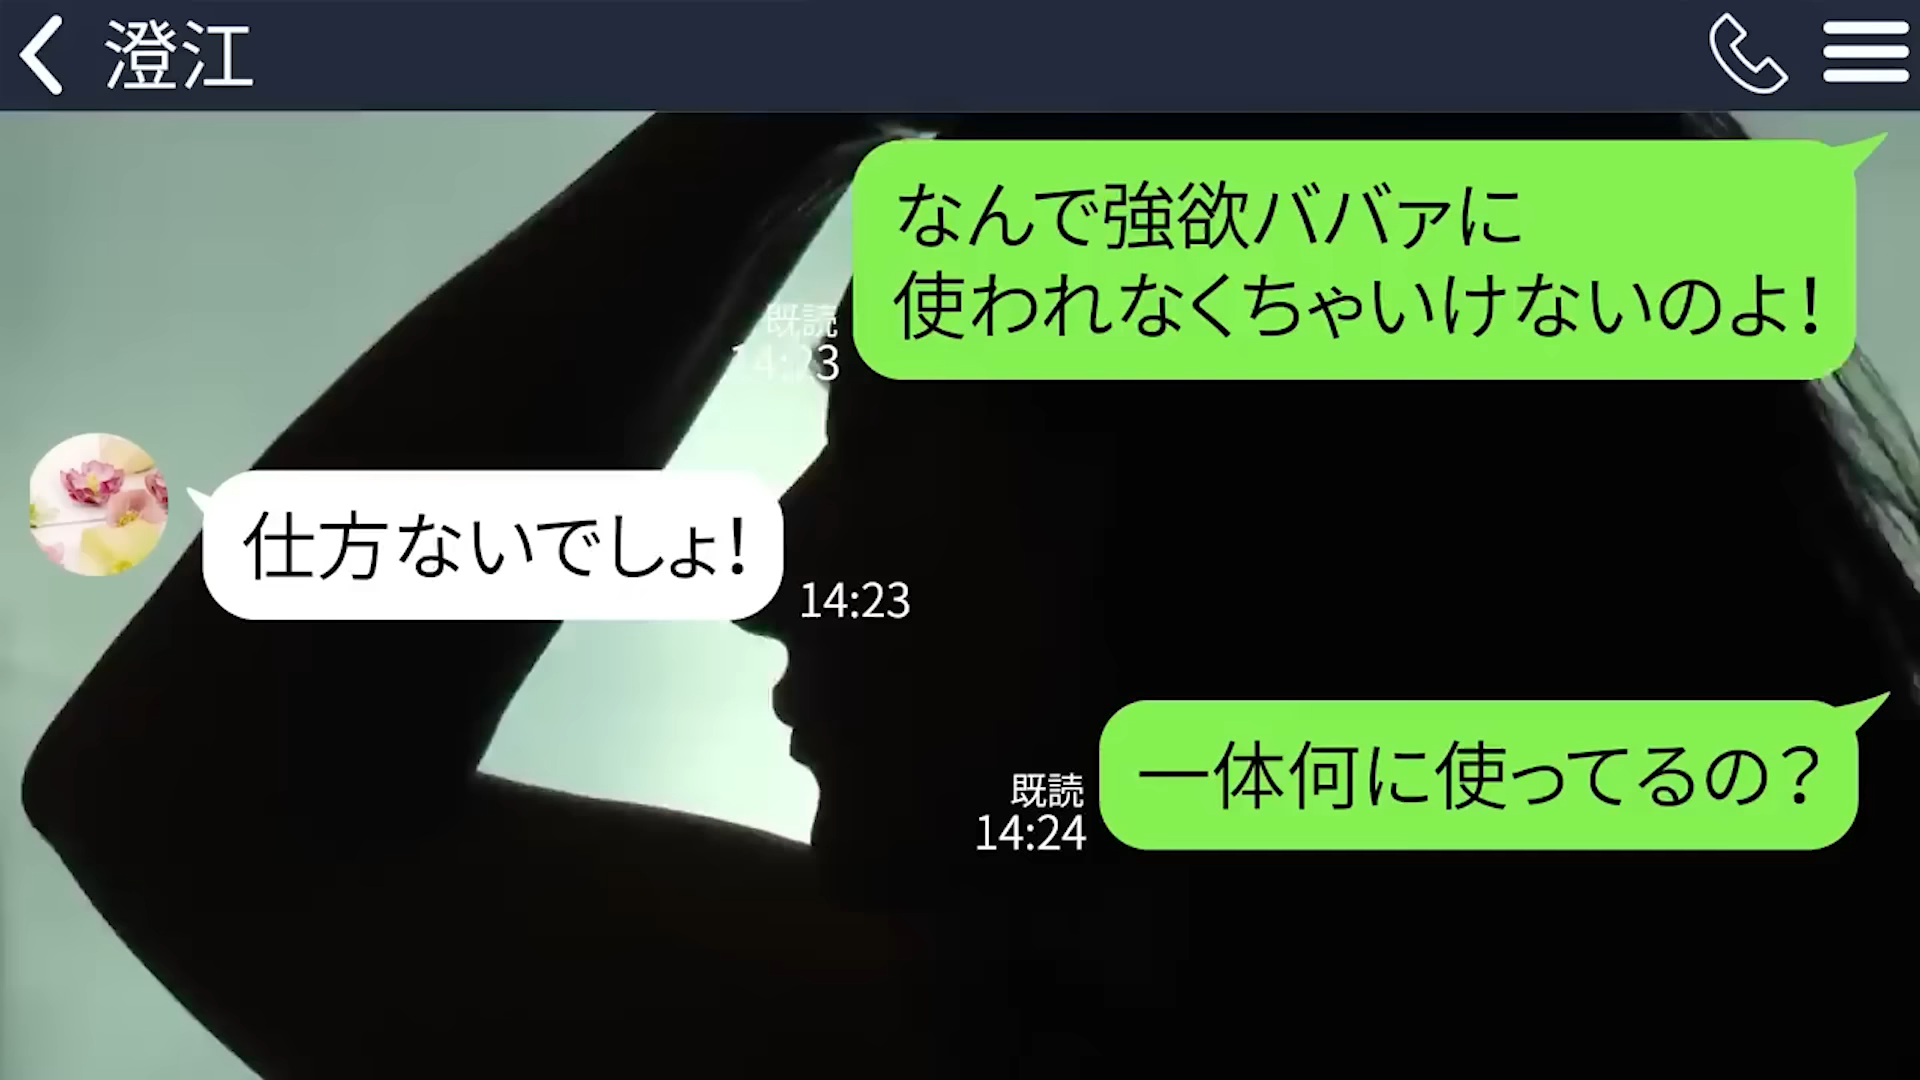 澄江
なんで強欲ババァに
使われなくちゃいけないのよ！
既読
14:23
仕方ないでしょ！
14:23
一体何に使ってるの？
既読
14:24